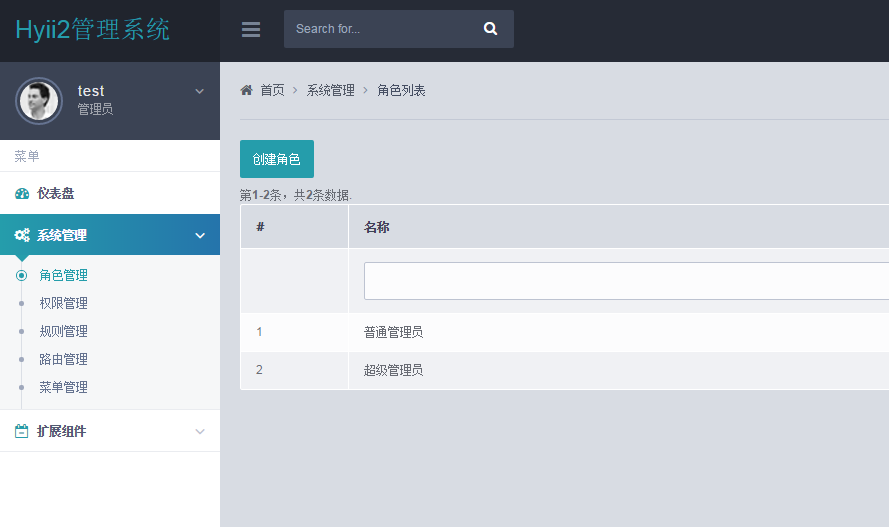 Hyii2管理系统
Search for...
test
管理员
菜单
仪表盘
系统管理
角色管理
权限管理
规则管理
路由管理
菜单管理
扩展组件
首页 > 系统管理 > 角色列表
创建角色
第1-2条，共2条数据.
# 名称
1 普通管理员
2 超级管理员